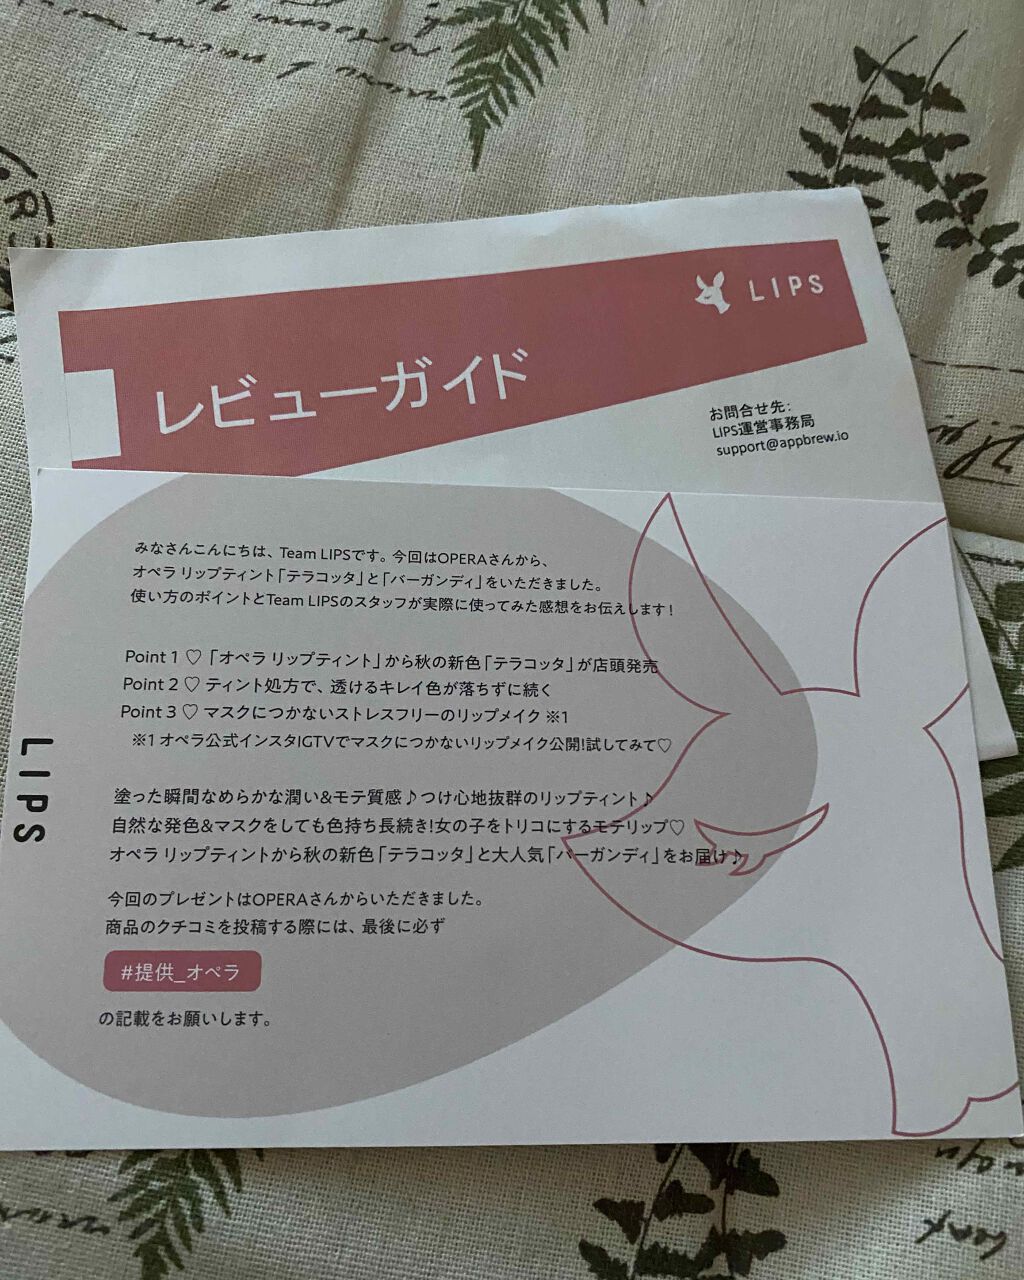 LIPS
レビューガイド
お問合せ先:
LIPS運営事務局
support@appbrew.io
みなさんこんにちは、Team LIPSです。今回はOPERAさんから、
オペラ リップティント「テラコッタ」と「バーガンディ」をいただきました。
使い方のポイントとTeam LIPSのスタッフが実際に使ってみた感想をお伝えします!
Point 1 ♡「オペラ リップティント」から秋の新色「テラコッタ」が店頭発売
Point 2 ♡ ティント処方で、透けるキレイ色が落ちずに続く
Point 3 ♡ マスクにつかないストレスフリーのリップメイク ※1
※1 オペラ公式インスタIGTVでマスクにつかないリップメイク公開!試してみて♡
塗った瞬間なめらかな潤い&モテ質感♪つけ心地抜群のリップティント♪
自然な発色&マスクをしても色持ち長続き!女の子をトリコにするモテリップ♡
オペラ リップティントから秋の新色「テラコッタ」と大人気「バーガンディ」をお届け♪
今回のプレゼントはOPERAさんからいただきました。
商品のクチコミを投稿する際には、最後に必ず
#提供_オペラ
の記載をお願いします。
LIPS